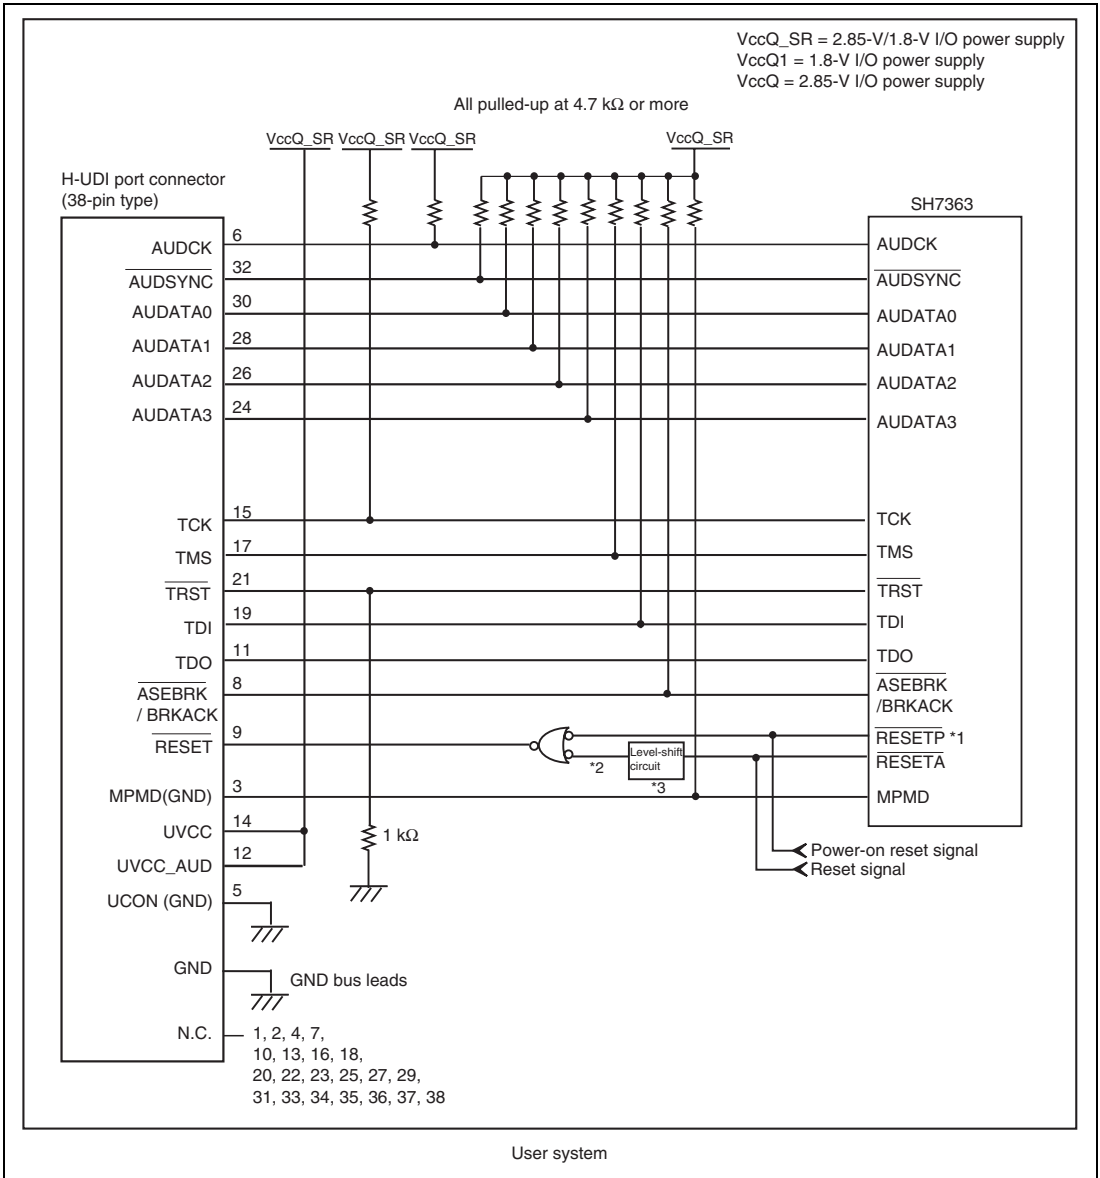 VccQ_SR = 2.85-V/1.8-V I/O power supply
VccQ1 = 1.8-V I/O power supply
VccQ = 2.85-V I/O power supply
All pulled-up at 4.7 kΩ or more
VccQ_SR VccQ_SR VccQ_SR VccQ_SR
H-UDI port connector
(38-pin type)
SH7363
AUDCK 6 AUDCK
AUDSYNC 32 AUDSYNC
AUDATA0 30 AUDATA0
AUDATA1 28 AUDATA1
AUDATA2 26 AUDATA2
AUDATA3 24 AUDATA3
TCK 15 TCK
TMS 17 TMS
TRST 21 TRST
TDI 19 TDI
TDO 11 TDO
ASEBRK 8 ASEBRK
/ BRKACK /BRKACK
RESET 9 RESETP *1
Level-shift
circuit
*2
*3
RESETA
MPMD(GND) 3 MPMD
UVCC 14
1 kΩ
UVCC_AUD 12
Power-on reset signal
Reset signal
UCON (GND) 5
GND GND bus leads
N.C. 1, 2, 4, 7,
10, 13, 16, 18,
20, 22, 23, 25, 27, 29,
31, 33, 34, 35, 36, 37, 38
User system